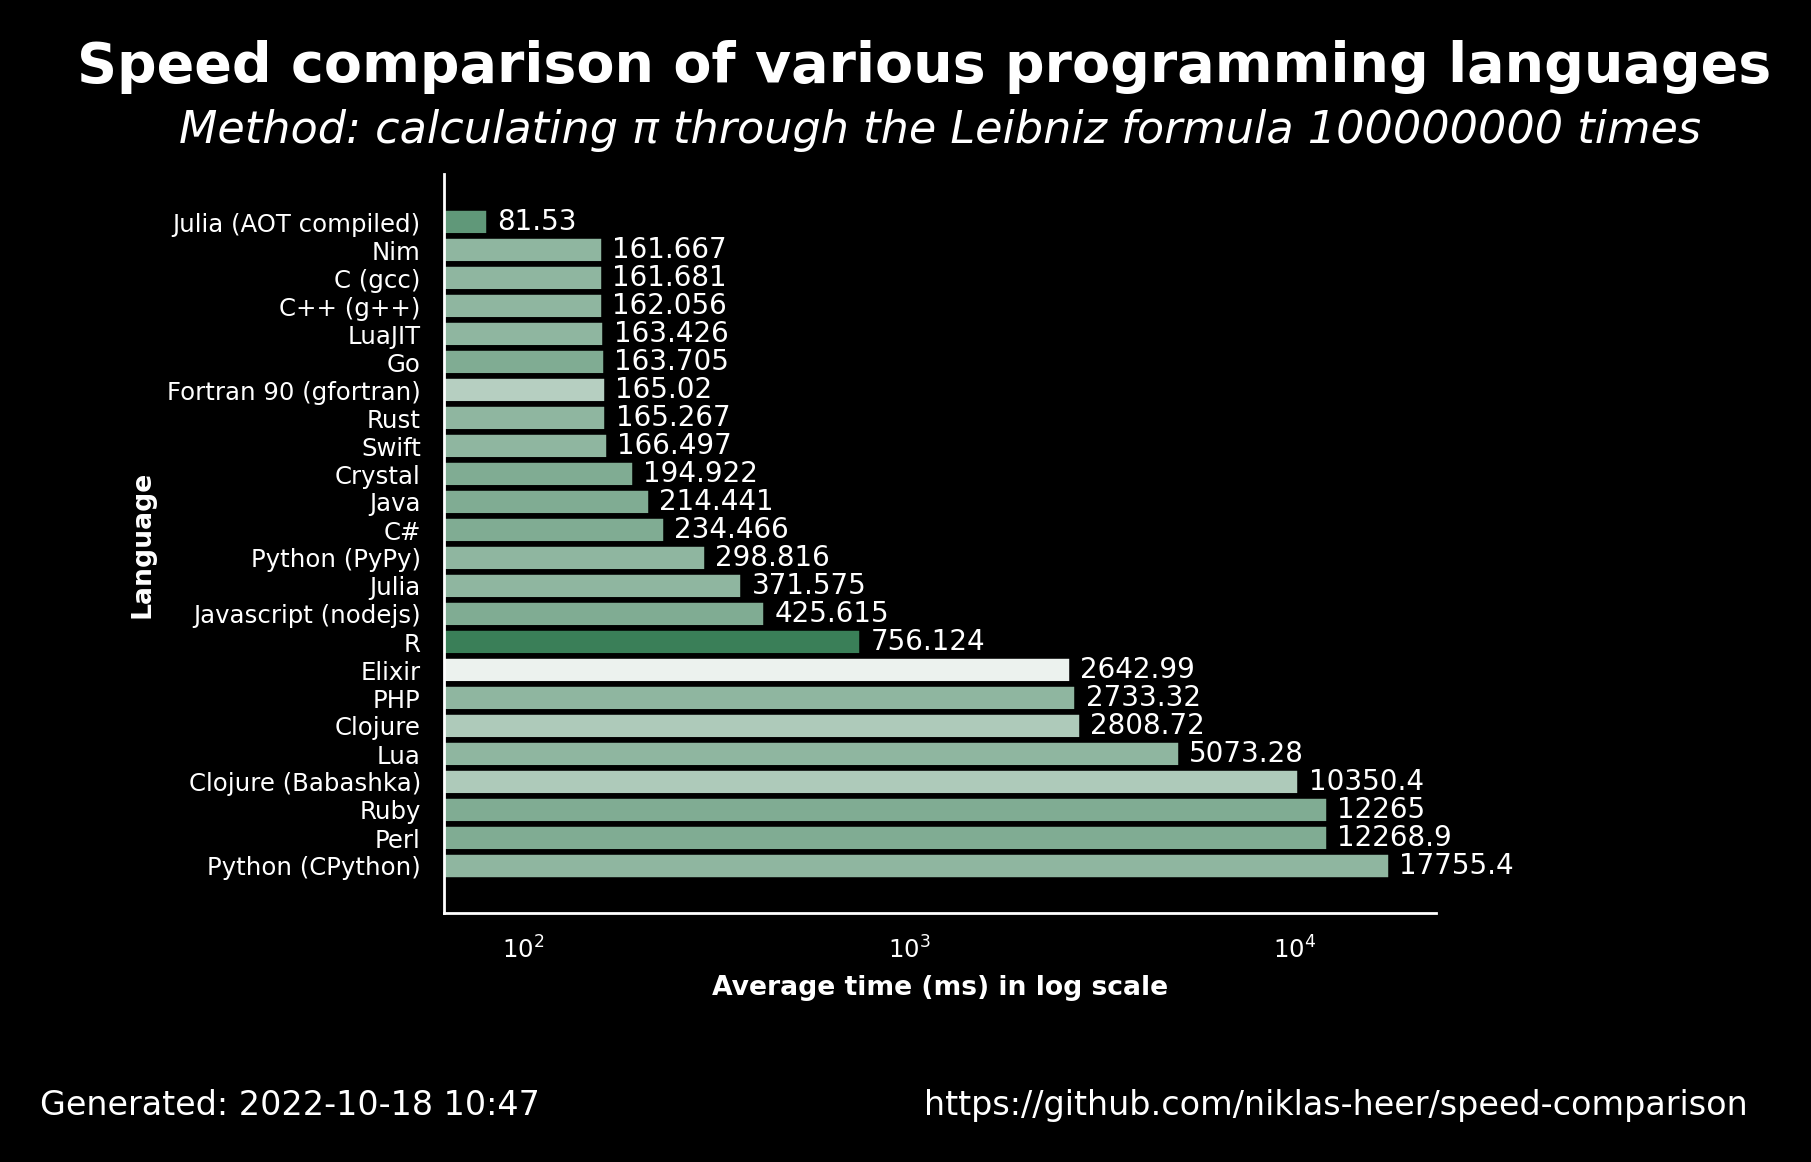 Speed comparison of various programming languages
Method: calculating π through the Leibniz formula 100000000 times
Language
Julia (AOT compiled) 81.53
Nim 161.667
C (gcc) 161.681
C++ (g++) 162.056
LuaJIT 163.426
Go 163.705
Fortran 90 (gfortran) 165.02
Rust 165.267
Swift 166.497
Crystal 194.922
Java 214.441
C# 234.466
Python (PyPy) 298.816
Julia 371.575
Javascript (nodejs) 425.615
R 756.124
Elixir 2642.99
PHP 2733.32
Clojure 2808.72
Lua 5073.28
Clojure (Babashka) 10350.4
Ruby 12265
Perl 12268.9
Python (CPython) 17755.4
10² 10³ 10⁴
Average time (ms) in log scale
Generated: 2022-10-18 10:47 https://github.com/niklas-heer/speed-comparison